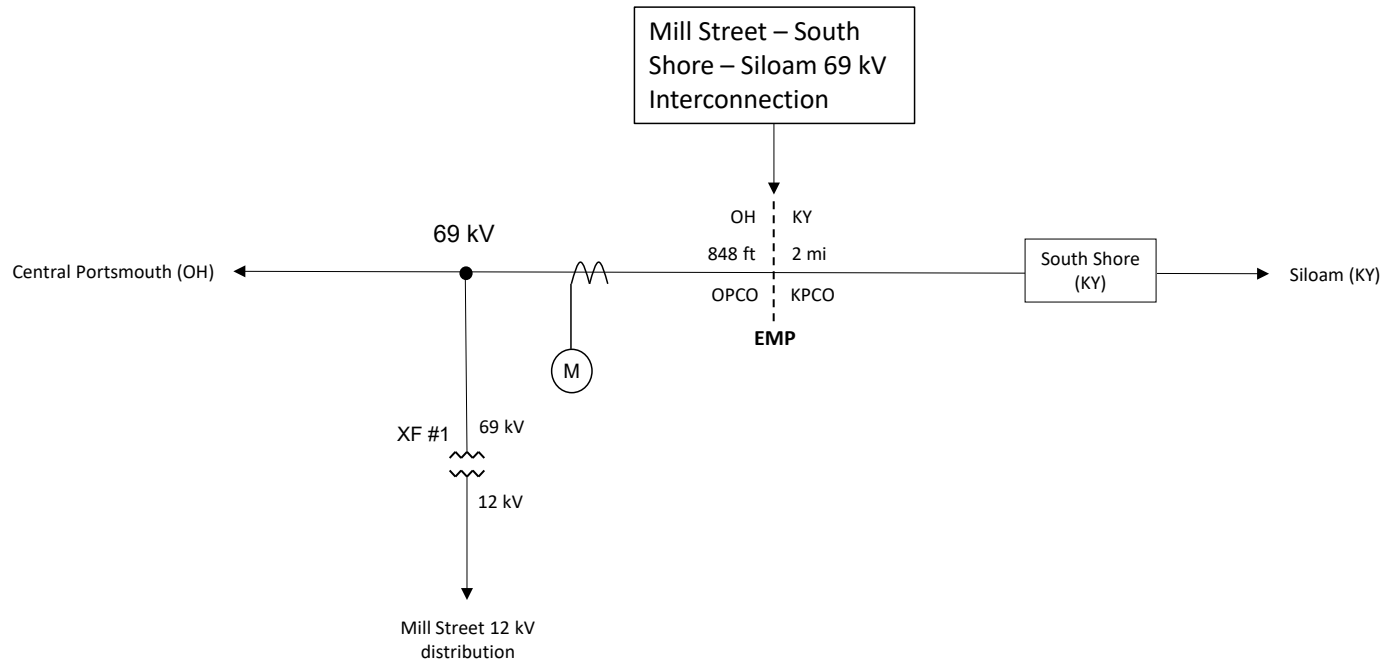 Mill Street – South
Shore – Siloam 69 kV
Interconnection
OH KY
69 kV
848 ft 2 mi
Central Portsmouth (OH)
South Shore
(KY)
Siloam (KY)
OPCO KPCO
EMP
M
XF #1
69 kV
12 kV
Mill Street 12 kV
distribution